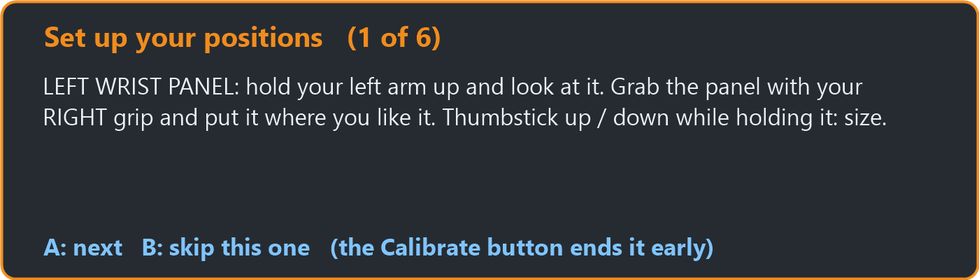 Set up your positions (1 of 6)
LEFT WRIST PANEL: hold your left arm up and look at it. Grab the panel with your
RIGHT grip and put it where you like it. Thumbstick up / down while holding it: size.
A: next B: skip this one (the Calibrate button ends it early)